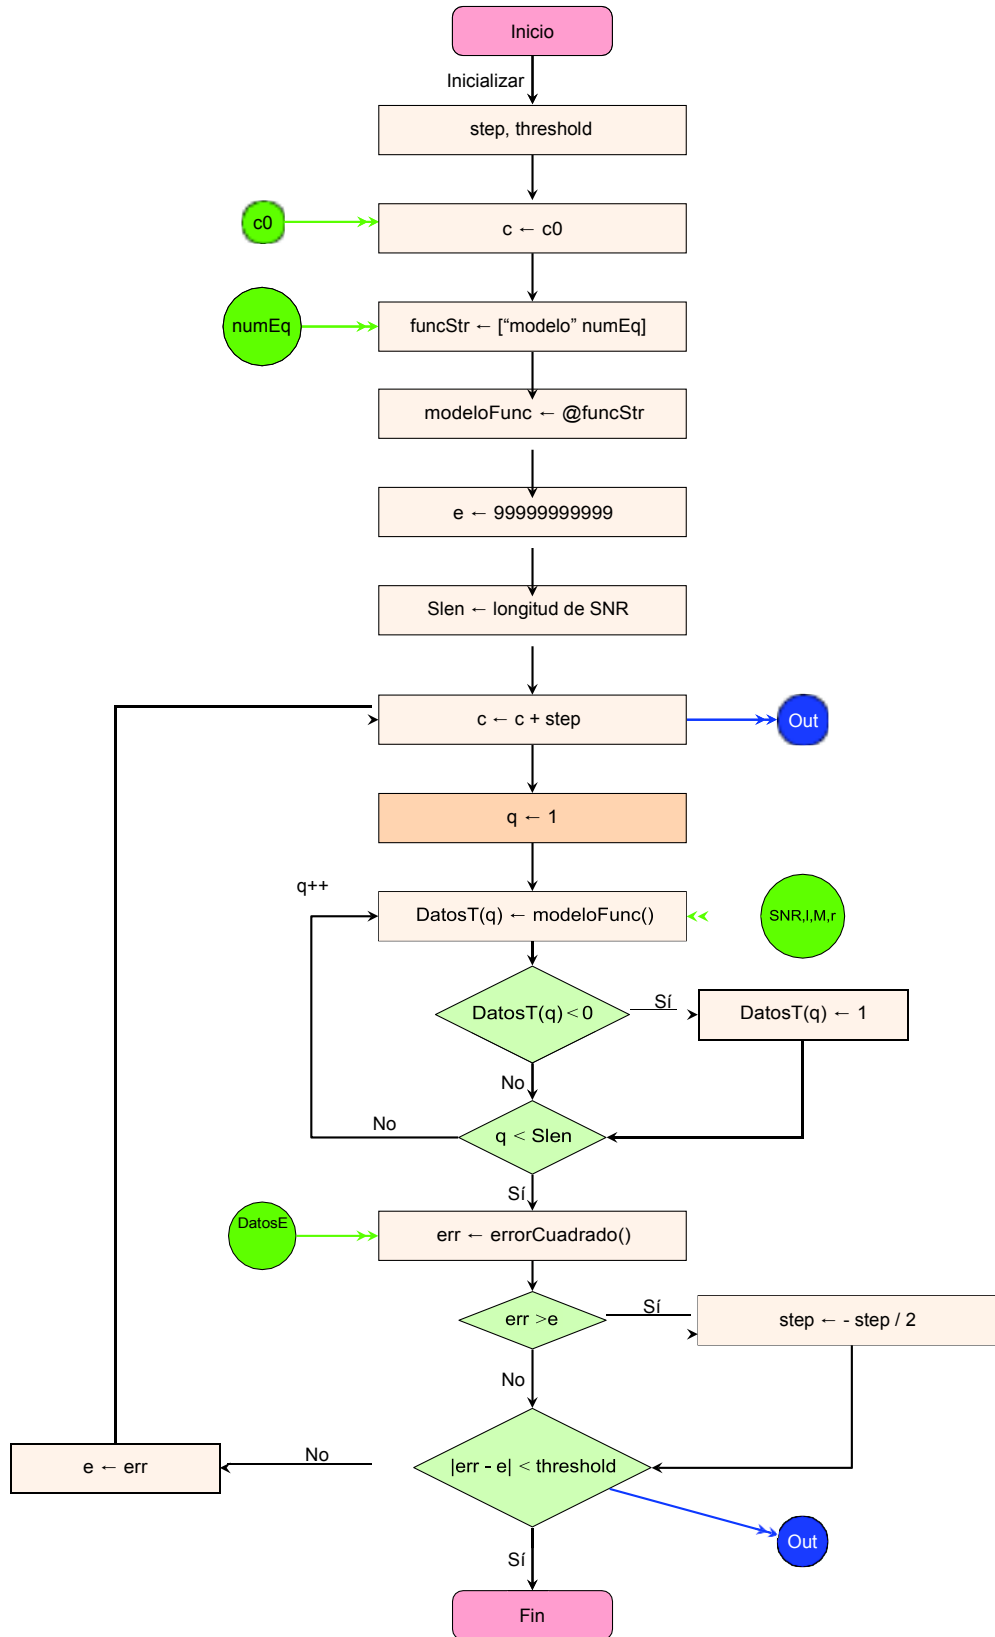 Inicio
Inicializar
step, threshold
c0
c ← c0
numEq
funcStr ← [“modelo” numEq]
modeloFunc ← @funcStr
e ← 99999999999
Slen ← longitud de SNR
c ← c + step
Out
q ← 1
q++
DatosT(q) ← modeloFunc()
SNR,I,M,r
DatosT(q) < 0
Sí
DatosT(q) ← 1
No
q < Slen
No
Sí
DatosE
err ← errorCuadrado()
err >e
Sí
step ← - step / 2
No
|err - e| < threshold
No
e ← err
Out
Sí
Fin